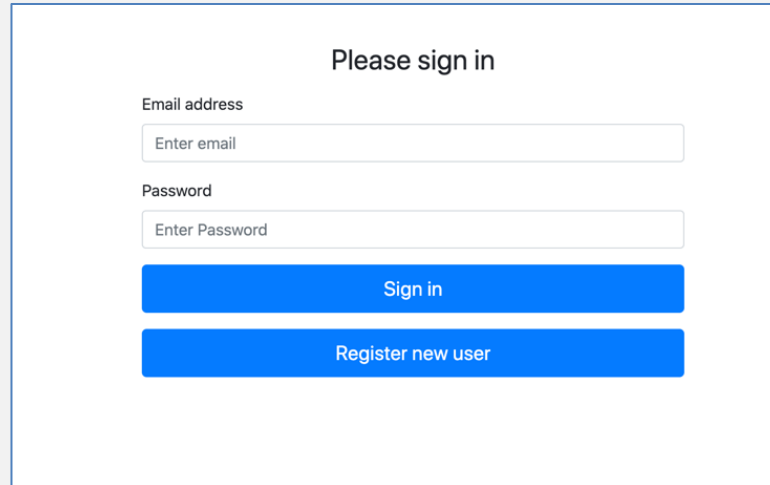 Please sign in
Email address
Enter email
Password
Enter Password
Sign in
Register new user